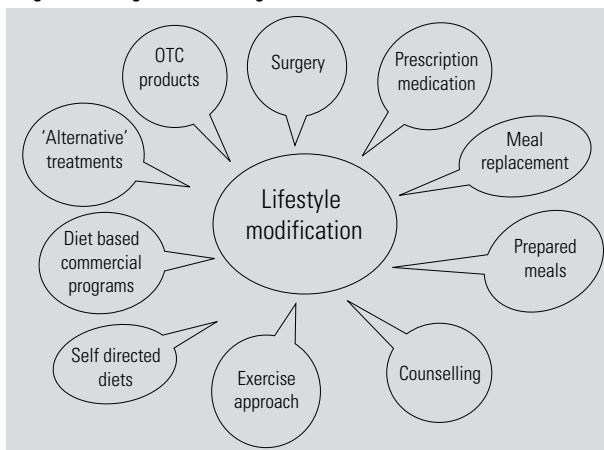 OTC
products
Surgery
Prescription
medication
'Alternative'
treatments
Meal
replacement
Lifestyle
modification
Diet based
commercial
programs
Prepared
meals
Self directed
diets
Exercise
approach
Counselling